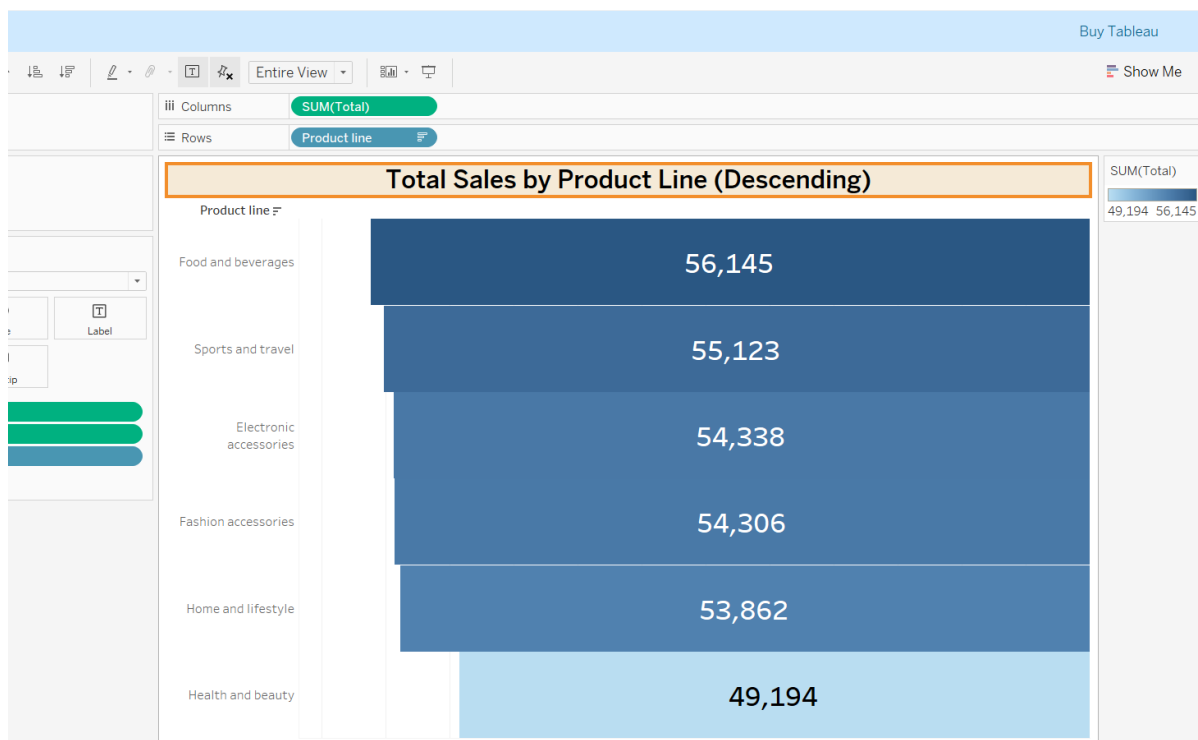 Buy Tableau
Entire View
Show Me
Columns
SUM(Total)
Rows
Product line
Total Sales by Product Line (Descending)
SUM(Total)
49,194 56,145
Product line
Food and beverages
56,145
Sports and travel
55,123
Label
Electronic
accessories
54,338
Fashion accessories
54,306
Home and lifestyle
53,862
Health and beauty
49,194